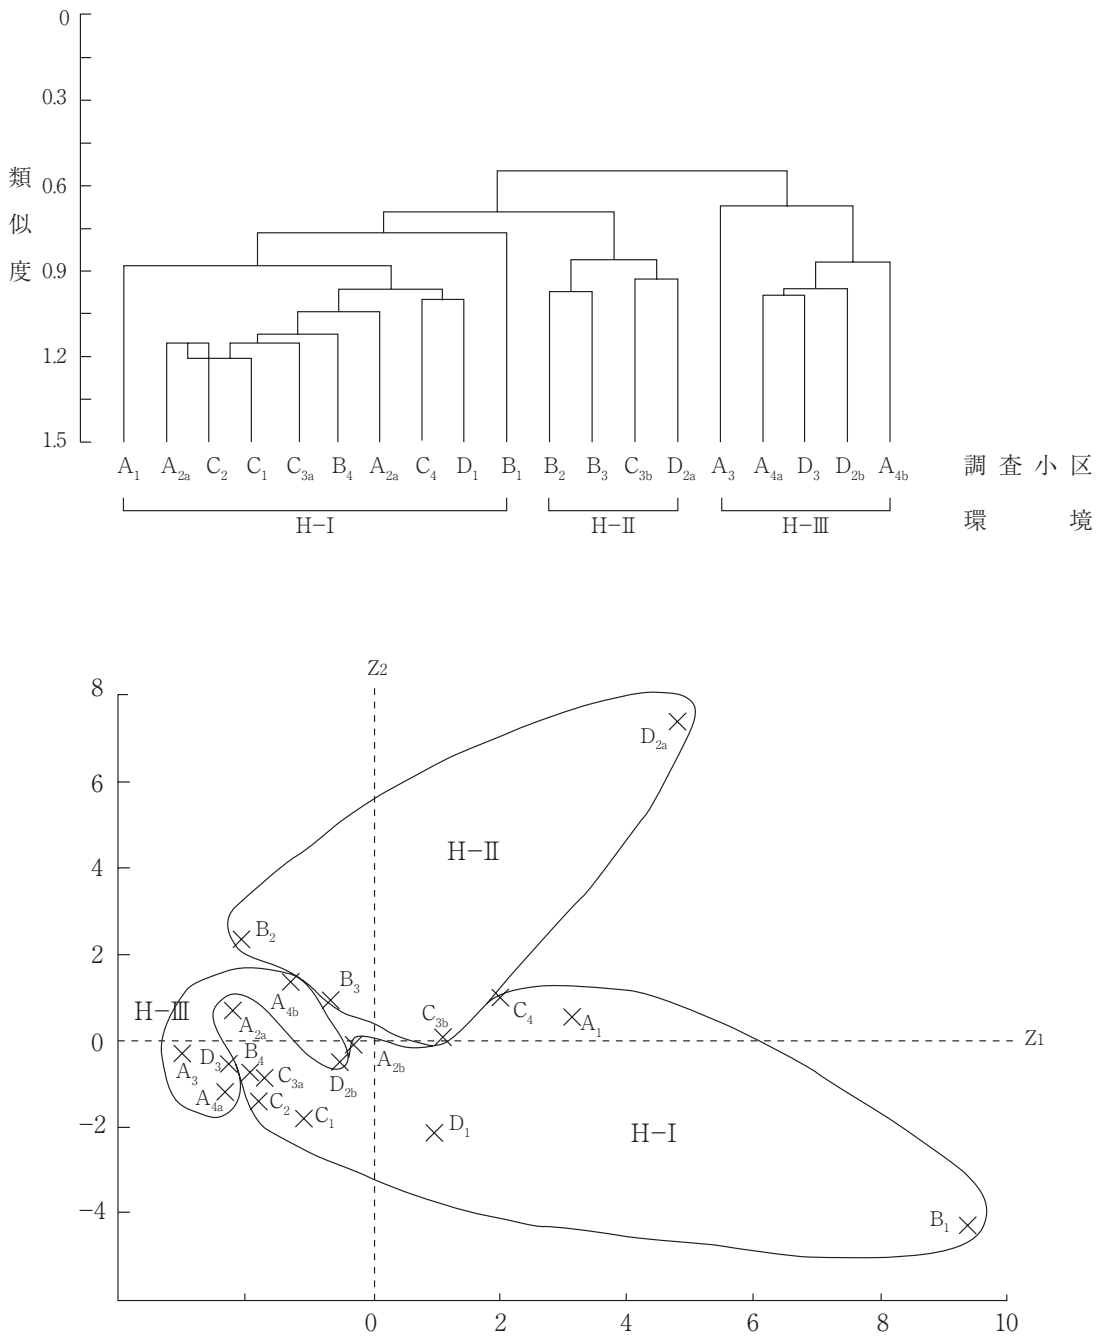 0
0.3
0.6
0.9
1.2
1.5
類似度
A1 A2a C2 C1 C3a B4 A2a C4 D1 B1 B2 B3 C3b D2a A3 A4a D3 D2b A4b 調査小区
H-Ⅰ H-Ⅱ H-Ⅲ 環境
Z2
8
6
4
2
0
-2
-4
D2a
H-Ⅱ
B2
B3
A4b
H-Ⅲ
A2a
C3b
C4
A1
Z1
D3
B4
A2b
A3
C3a
D2b
A4a
C2
C1
D1
H-Ⅰ
B1
0 2 4 6 8 10